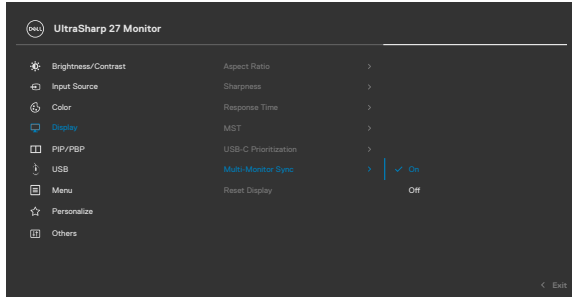 DELL UltraSharp 27 Monitor
Brightness/Contrast Aspect Ratio
Input Source Sharpness
Color Response Time
Display MST
PIP/PBP USB-C Prioritization
USB Multi-Monitor Sync On
Menu Reset Display Off
Personalize
Others
Exit